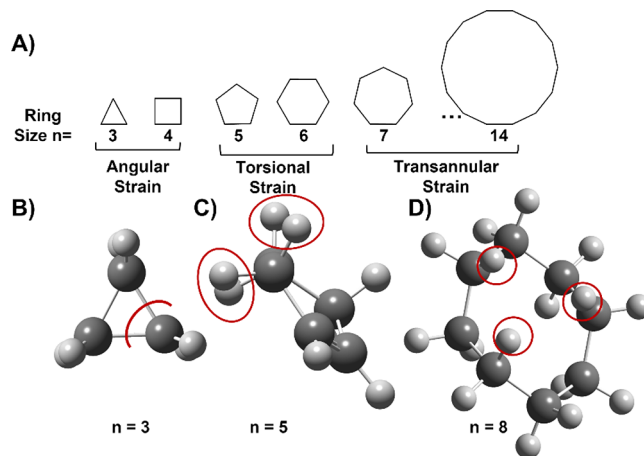 A)
...
Ring
Size n= 3 4 5 6 7 14
Angular
Strain
Torsional
Strain
Transannular
Strain
B)
C)
D)
n = 3
n = 5
n = 8